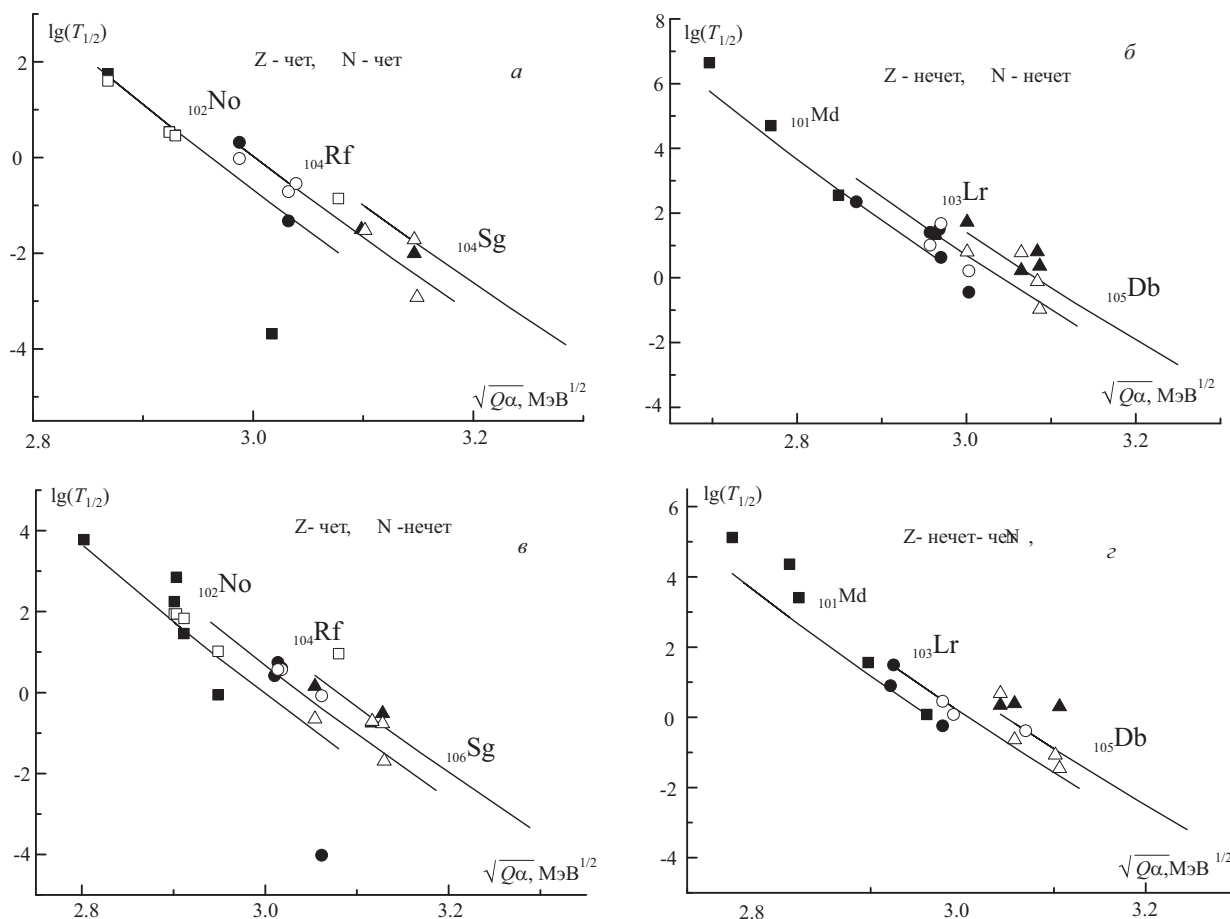 lg(T1/2)
Z - чет, N - чет
а
2
102No
0
104Rf
-2
104Sg
-4
√Qα, МэВ1/2
2.8 3.0 3.2
lg(T1/2)
8
Z - нечет, N - нечет
б
6
101Md
4
2
103Lr
0
105Db
-2
√Qα, МэВ1/2
-4
2.8 3.0 3.2
lg(T1/2)
Z- чет, N -нечет
в
4
102No
2
104Rf
0
106Sg
-2
-4
√Qα, МэВ1/2
2.8 3.0 3.2
lg(T1/2)
6
Z- нечет- четN ,
г
4
101Md
2
103Lr
0
105Db
-2
-4
√Qα,МэВ1/2
2.8 3.0 3.2